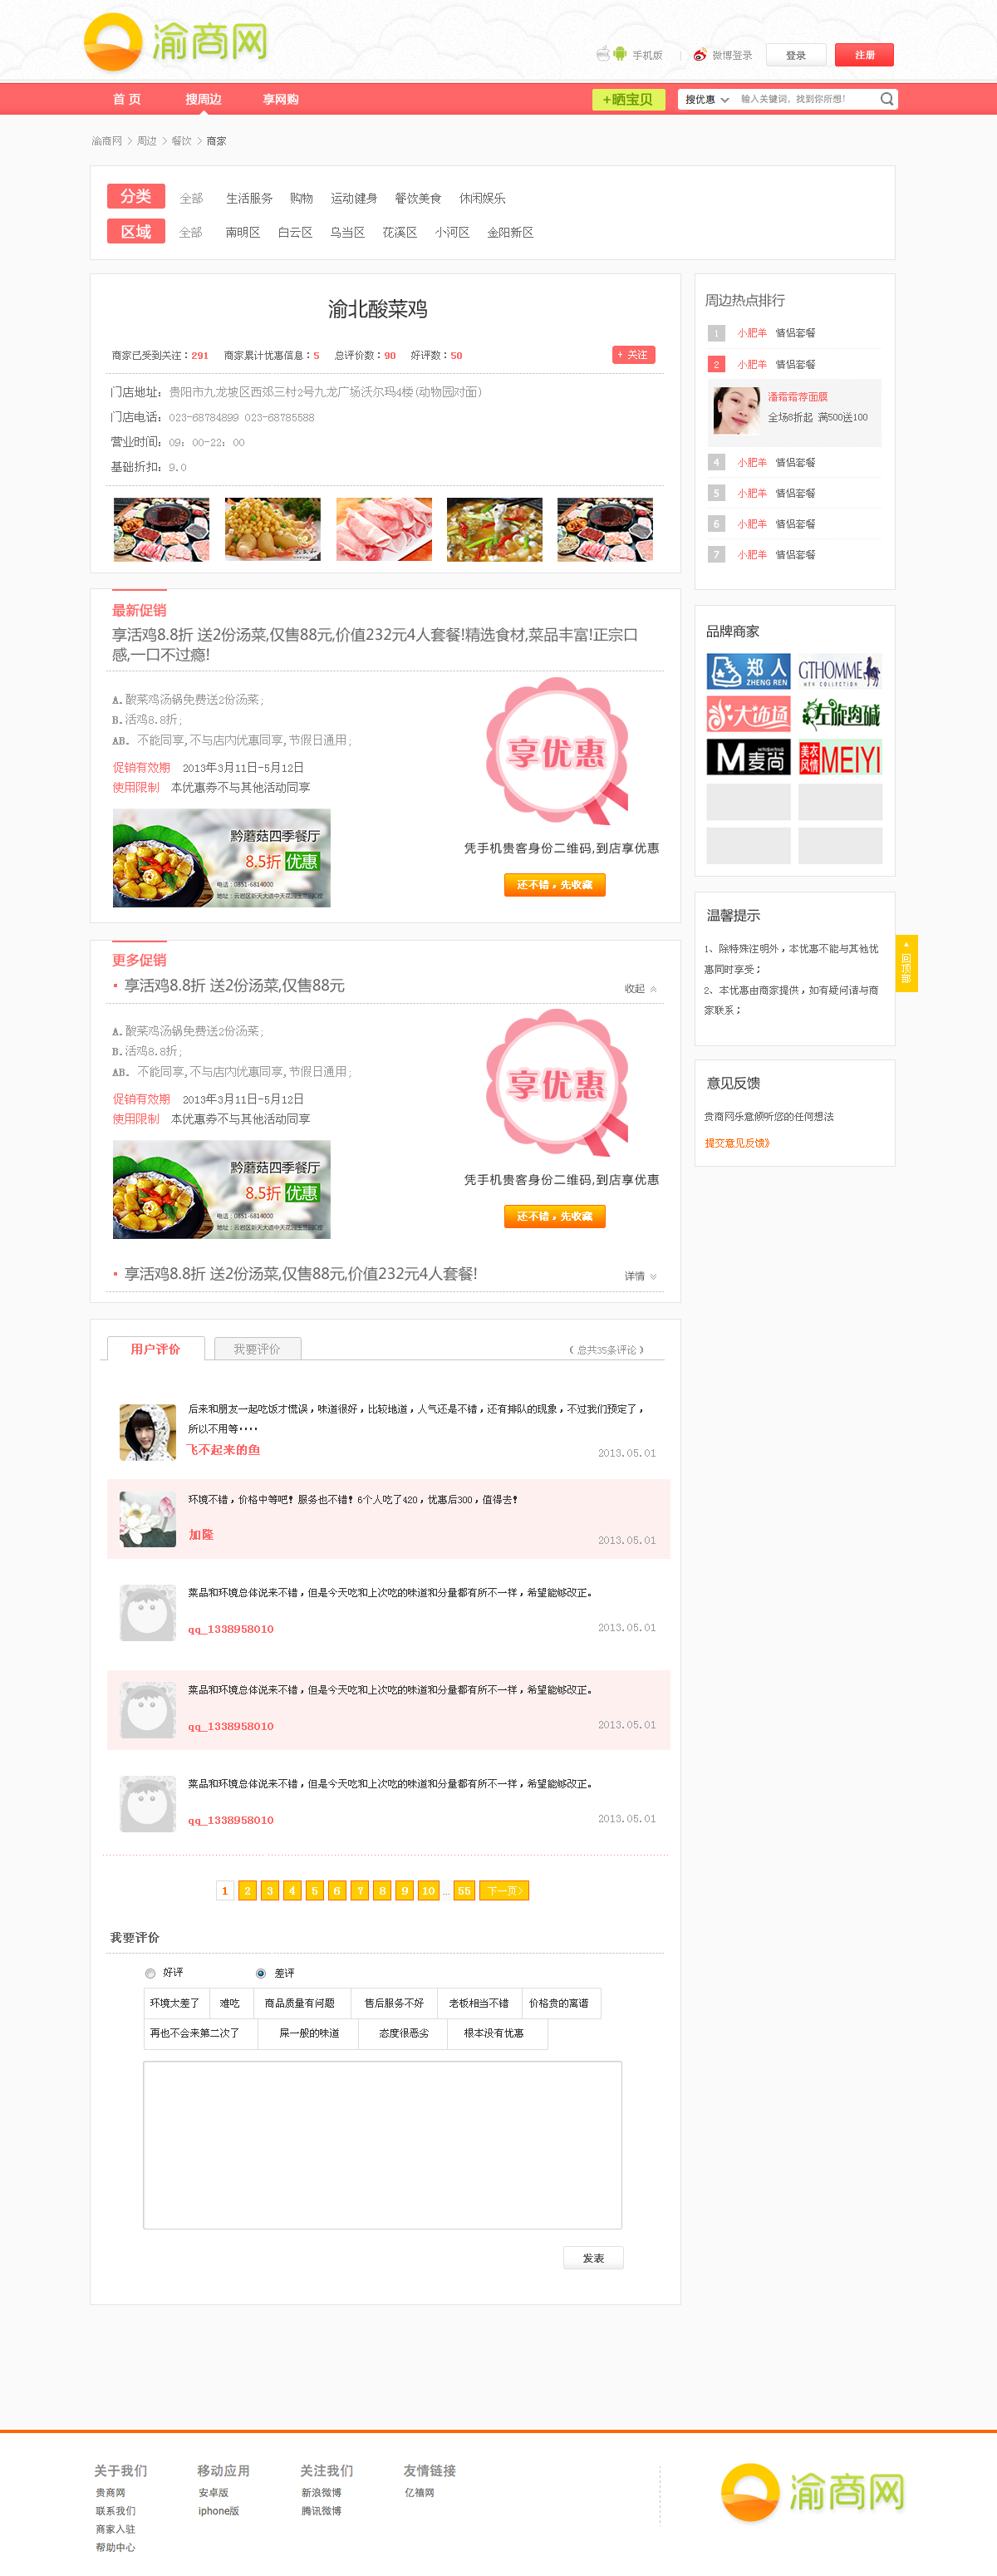 渝商网
手机版 | 微博登录 登录 注册
首 页 搜周边 享网购 +晒宝贝 搜优惠 输入关键词，找到你所想！
渝商网 > 周边 > 餐饮 > 商家
分类 全部 生活服务 购物 运动健身 餐饮美食 休闲娱乐
区域 全部 南明区 白云区 乌当区 花溪区 小河区 金阳新区
渝北酸菜鸡
商家已受到关注：291 商家累计优惠信息：5 总评价数：90 好评数：50 + 关注
门店地址：贵阳市九龙坡区西郊三村2号九龙广场沃尔玛4楼(动物园对面)
门店电话：023-68784899 023-68785588
营业时间：09：00-22：00
基础折扣：9.0
周边热点排行
1 小肥羊 情侣套餐
2 小肥羊 情侣套餐
潘霜霜蓉面膜
全场8折起 满500送100
4 小肥羊 情侣套餐
5 小肥羊 情侣套餐
6 小肥羊 情侣套餐
7 小肥羊 情侣套餐
最新促销
享活鸡8.8折 送2份汤菜,仅售88元,价值232元4人套餐!精选食材,菜品丰富!正宗口
感,一口不过瘾!
A.酸菜鸡汤锅免费送2份汤菜;
B.活鸡8.8折;
AB. 不能同享,不与店内优惠同享,节假日通用;
促销有效期 2013年3月11日-5月12日
使用限制 本优惠券不与其他活动同享
黔蘑菇四季餐厅
8.5折 优惠
电话：0851-6814000
享优惠
凭手机贵客身份二维码,到店享优惠
还不错，先收藏
品牌商家
郑人 ZHENG REN
GTHOMME
MEN COLLECTION
大饰场
左旋肉碱
M麦尚
美衣风情 MEIYI
温馨提示
1、除特殊注明外，本优惠不能与其他优
惠同时享受；
2、本优惠由商家提供，如有疑问请与商
家联系；
回顶部
更多促销
享活鸡8.8折 送2份汤菜,仅售88元 收起
A.酸菜鸡汤锅免费送2份汤菜;
B.活鸡8.8折;
AB. 不能同享,不与店内优惠同享,节假日通用;
促销有效期 2013年3月11日-5月12日
使用限制 本优惠券不与其他活动同享
黔蘑菇四季餐厅
8.5折 优惠
电话：0851-6814000
享优惠
凭手机贵客身份二维码,到店享优惠
还不错，先收藏
享活鸡8.8折 送2份汤菜,仅售88元,价值232元4人套餐! 详情
意见反馈
贵商网乐意倾听您的任何想法
提交意见反馈》
用户评价 我要评价 （总共35条评论）
后来和朋友一起吃饭才慌误，味道很好，比较地道，人气还是不错，还有排队的现象，不过我们预定了，
所以不用等····
飞不起来的鱼 2013.05.01
环境不错，价格中等吧！服务也不错！6个人吃了420，优惠后300，值得去！
加隆 2013.05.01
菜品和环境总体说来不错，但是今天吃和上次吃的味道和分量都有所不一样，希望能够改正。
qq_1338958010 2013.05.01
菜品和环境总体说来不错，但是今天吃和上次吃的味道和分量都有所不一样，希望能够改正。
qq_1338958010 2013.05.01
菜品和环境总体说来不错，但是今天吃和上次吃的味道和分量都有所不一样，希望能够改正。
qq_1338958010 2013.05.01
1 2 3 4 5 6 7 8 9 10 ... 55 下一页>
我要评价
好评 差评
环境太差了 难吃 商品质量有问题 售后服务不好 老板相当不错 价格贵的离谱
再也不会来第二次了 屎一般的味道 态度很恶劣 根本没有优惠
发表
关于我们 移动应用 关注我们 友情链接
贵商网 安卓版 新浪微博 亿禧网
联系我们 iphone版 腾讯微博
商家入驻
帮助中心
渝商网